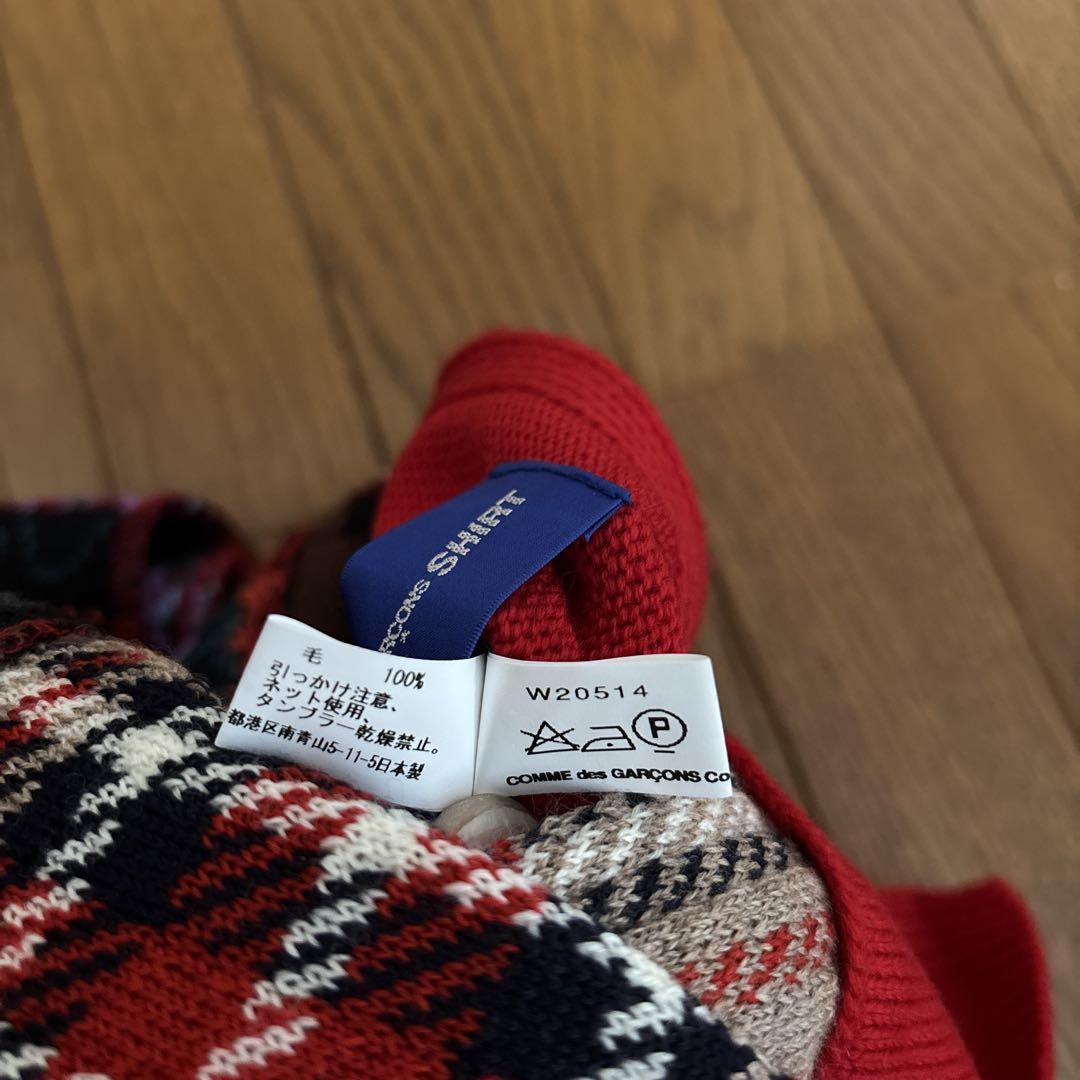 SHIRT
毛 100%
引っかけ注意、
ネット使用、
タンブラー乾燥禁止。
都港区南青山5-11-5日本製
W20514
P
COMME des GARÇONS Co